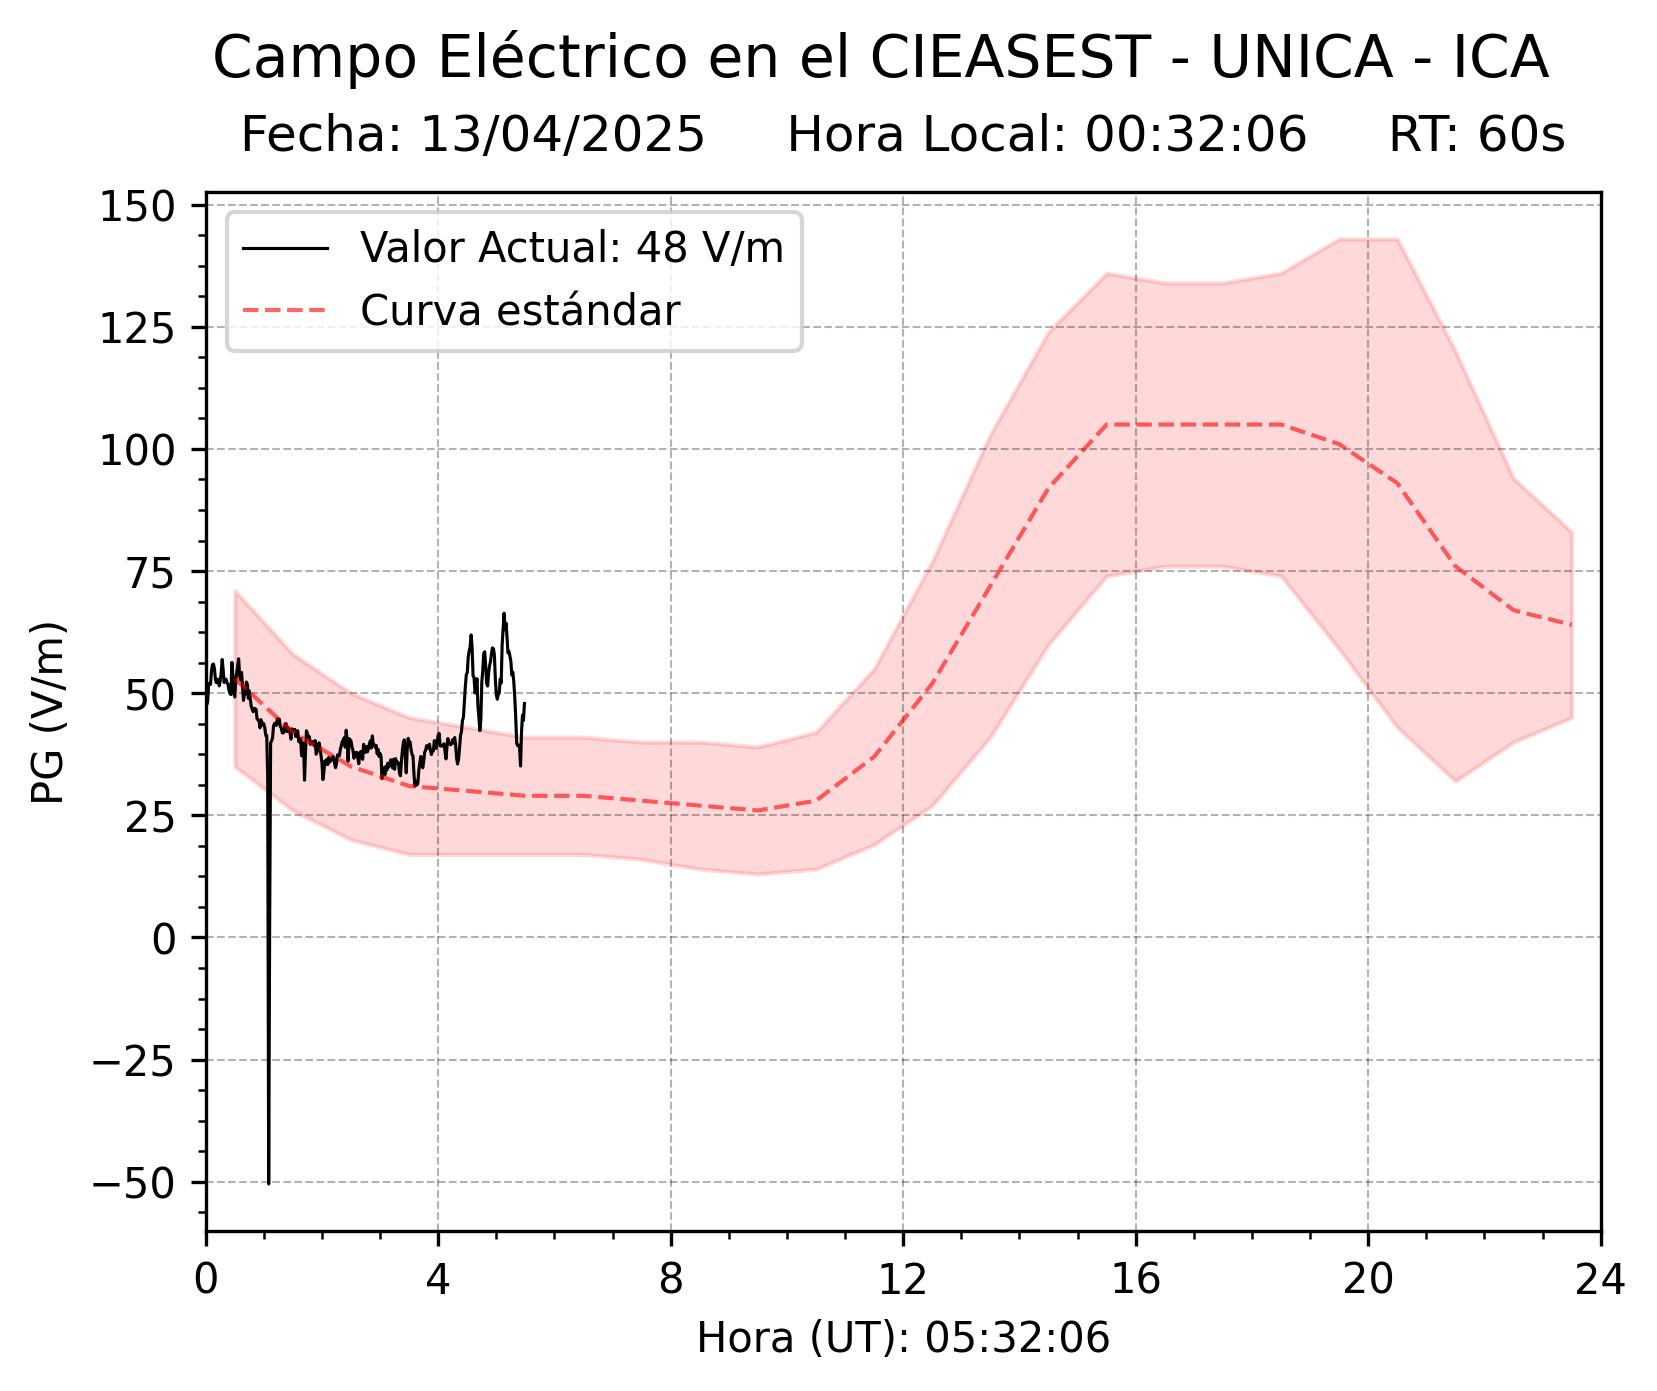 Campo Eléctrico en el CIEASEST - UNICA - ICA
Fecha: 13/04/2025 Hora Local: 00:32:06 RT: 60s
Valor Actual: 48 V/m
Curva estándar
PG (V/m)
150
125
100
75
50
25
0
−25
−50
0 4 8 12 16 20 24
Hora (UT): 05:32:06